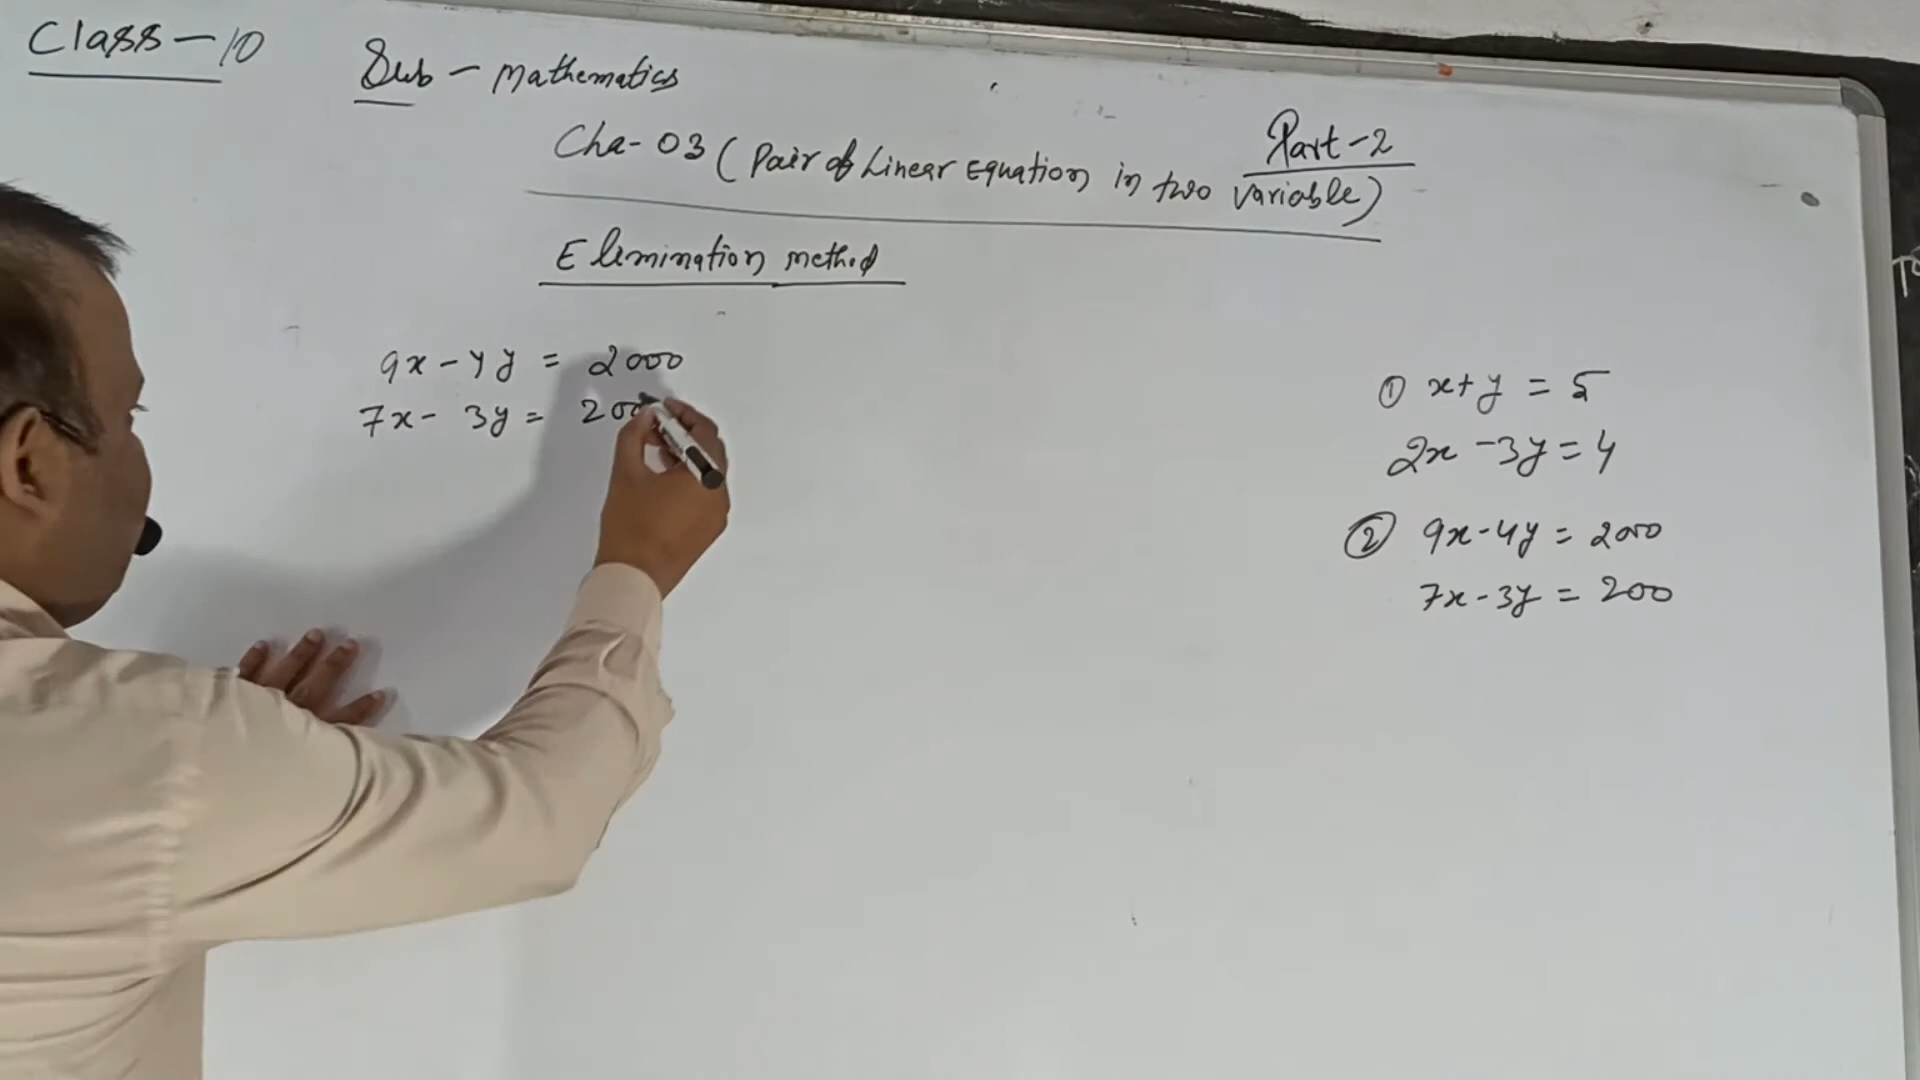 Class-10
Sub - Mathematics
Part-2
Cha-03 (Pair of Linear Equation in two variable)
Elemination method
9x - 4y = 2000
7x - 3y = 200
① x+y = 5
2x -3y = 4
② 9x-4y = 2000
7x-3y = 200